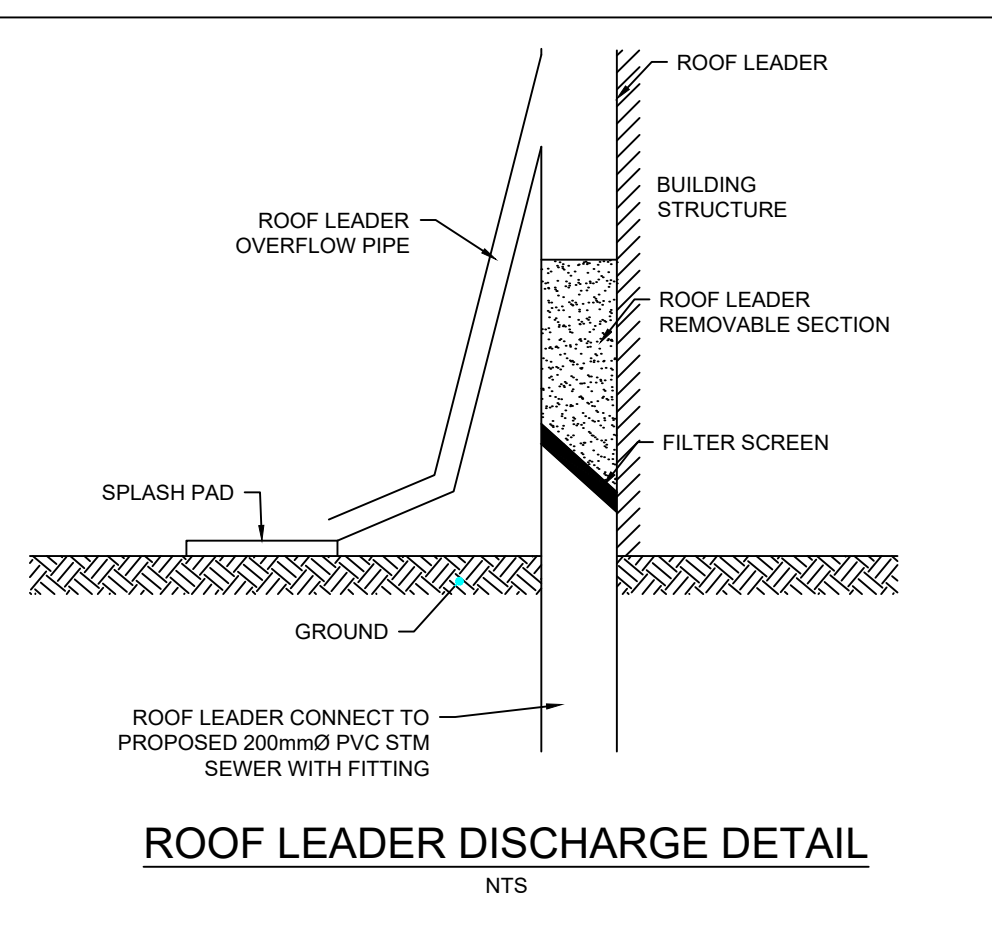 ROOF LEADER
BUILDING
STRUCTURE
ROOF LEADER
OVERFLOW PIPE
ROOF LEADER
REMOVABLE SECTION
FILTER SCREEN
SPLASH PAD
GROUND
ROOF LEADER CONNECT TO
PROPOSED 200mmØ PVC STM
SEWER WITH FITTING
ROOF LEADER DISCHARGE DETAIL
NTS